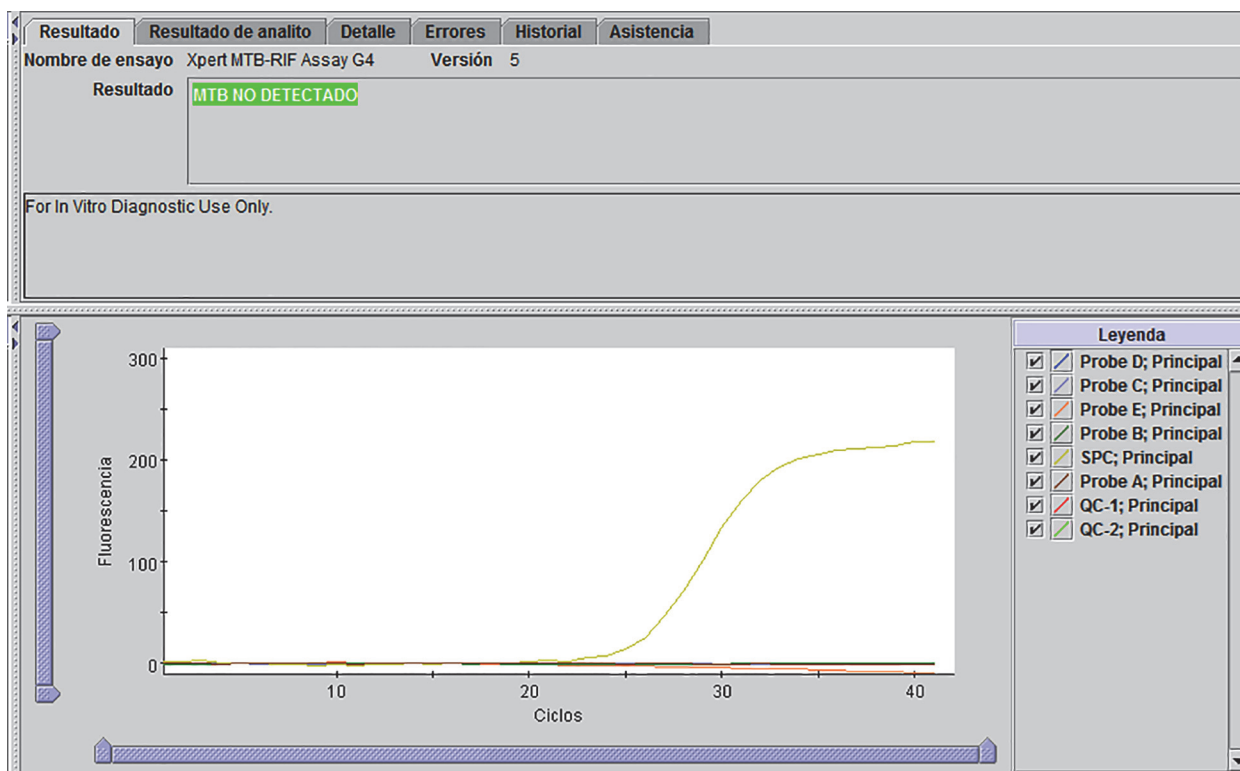 Resultado Resultado de analito Detalle Errores Historial Asistencia
Nombre de ensayo Xpert MTB-RIF Assay G4 Versión 5
Resultado MTB NO DETECTADO
For In Vitro Diagnostic Use Only.
300
200
100
0
Fluorescencia
10 20 30 40
Ciclos
Leyenda
Probe D; Principal
Probe C; Principal
Probe E; Principal
Probe B; Principal
SPC; Principal
Probe A; Principal
QC-1; Principal
QC-2; Principal